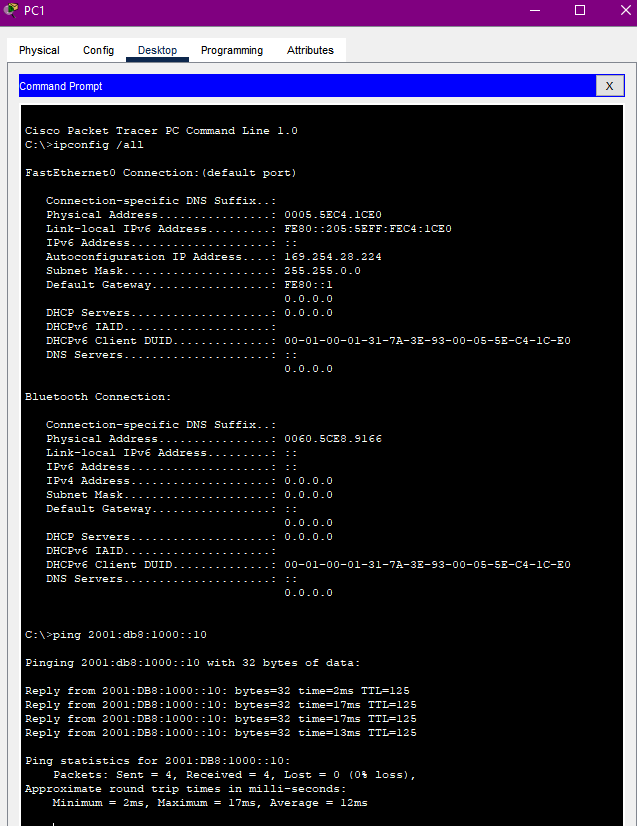 PC1
Physical Config Desktop Programming Attributes
Command Prompt
X
Cisco Packet Tracer PC Command Line 1.0
C:\>ipconfig /all
FastEthernet0 Connection:(default port)
Connection-specific DNS Suffix..:
Physical Address................: 0005.5EC4.1CE0
Link-local IPv6 Address.........: FE80::205:5EFF:FEC4:1CE0
IPv6 Address....................: ::
Autoconfiguration IP Address....: 169.254.28.224
Subnet Mask.....................: 255.255.0.0
Default Gateway.................: FE80::1
0.0.0.0
DHCP Servers....................: 0.0.0.0
DHCPv6 IAID.....................:
DHCPv6 Client DUID..............: 00-01-00-01-31-7A-3E-93-00-05-5E-C4-1C-E0
DNS Servers.....................: ::
0.0.0.0
Bluetooth Connection:
Connection-specific DNS Suffix..:
Physical Address................: 0060.5CE8.9166
Link-local IPv6 Address.........: ::
IPv6 Address....................: ::
IPv4 Address....................: 0.0.0.0
Subnet Mask.....................: 0.0.0.0
Default Gateway.................: ::
0.0.0.0
DHCP Servers....................: 0.0.0.0
DHCPv6 IAID.....................:
DHCPv6 Client DUID..............: 00-01-00-01-31-7A-3E-93-00-05-5E-C4-1C-E0
DNS Servers.....................: ::
0.0.0.0
C:\>ping 2001:db8:1000::10
Pinging 2001:db8:1000::10 with 32 bytes of data:
Reply from 2001:DB8:1000::10: bytes=32 time=2ms TTL=125
Reply from 2001:DB8:1000::10: bytes=32 time=17ms TTL=125
Reply from 2001:DB8:1000::10: bytes=32 time=17ms TTL=125
Reply from 2001:DB8:1000::10: bytes=32 time=13ms TTL=125
Ping statistics for 2001:DB8:1000::10:
Packets: Sent = 4, Received = 4, Lost = 0 (0% loss),
Approximate round trip times in milli-seconds:
Minimum = 2ms, Maximum = 17ms, Average = 12ms